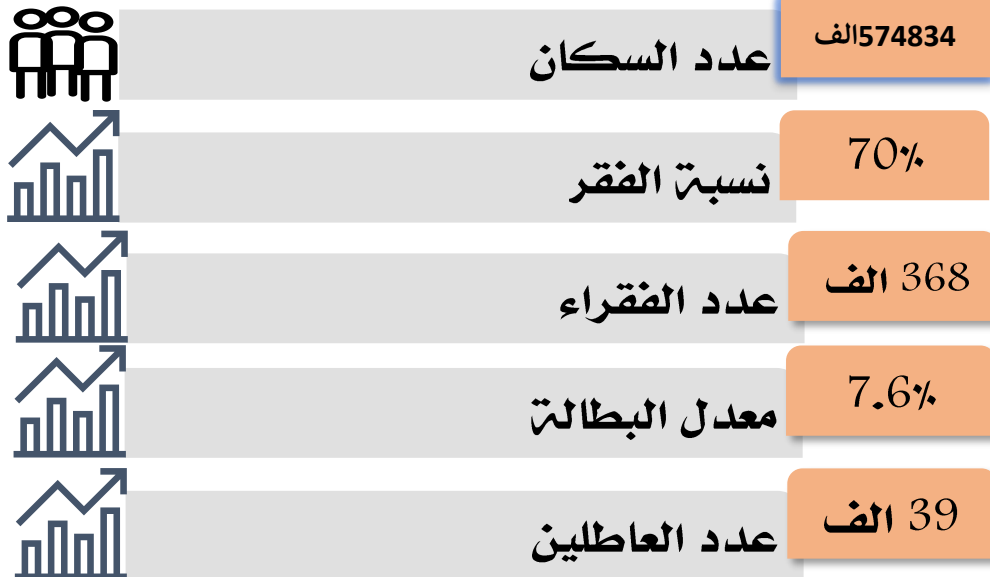 574834الف
عدد السكان
70%
نسبة الفقر
368 الف
عدد الفقراء
7.6%
معدل البطالة
39 الف
عدد العاطلين